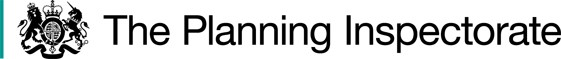 The Planning Inspectorate